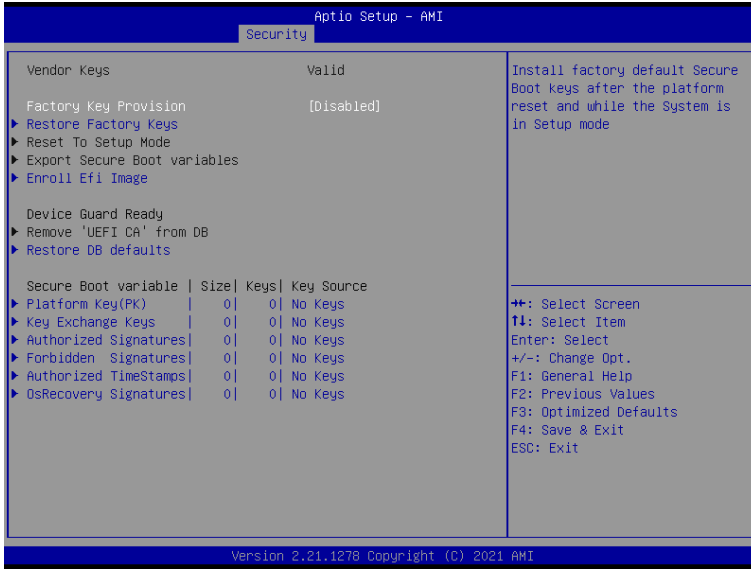 Aptio Setup – AMI
Security
Vendor Keys Valid
Factory Key Provision [Disabled]
▶ Restore Factory Keys
▶ Reset To Setup Mode
▶ Export Secure Boot variables
▶ Enroll Efi Image
Device Guard Ready
▶ Remove 'UEFI CA' from DB
▶ Restore DB defaults
Secure Boot variable | Size| Keys| Key Source
▶ Platform Key(PK) | 0| 0| No Keys
▶ Key Exchange Keys | 0| 0| No Keys
▶ Authorized Signatures| 0| 0| No Keys
▶ Forbidden Signatures| 0| 0| No Keys
▶ Authorized TimeStamps| 0| 0| No Keys
▶ OsRecovery Signatures| 0| 0| No Keys
Install factory default Secure
Boot keys after the platform
reset and while the System is
in Setup mode
→←: Select Screen
↑↓: Select Item
Enter: Select
+/-: Change Opt.
F1: General Help
F2: Previous Values
F3: Optimized Defaults
F4: Save & Exit
ESC: Exit
Version 2.21.1278 Copyright (C) 2021 AMI